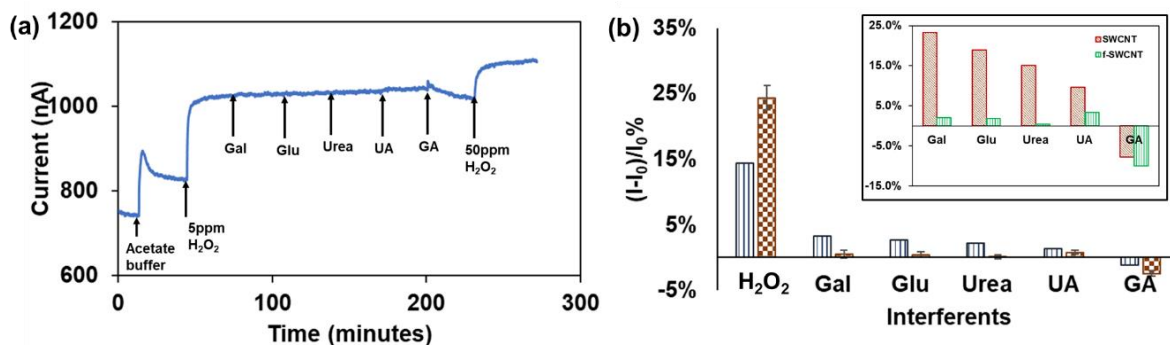 (a)
1200
1000
800
600
Current (nA)
0
100
200
300
Time (minutes)
Acetate
buffer
5ppm
H₂O₂
Gal
Glu
Urea
UA
GA
50ppm
H₂O₂
(b)
35%
25%
15%
5%
-5%
(I-I₀)/I₀%
H₂O₂
Gal
Glu
Urea
UA
GA
Interferents
25.0%
15.0%
5.0%
-5.0%
-15.0%
SWCNT
f-SWCNT
Gal
Glu
Urea
UA
GA